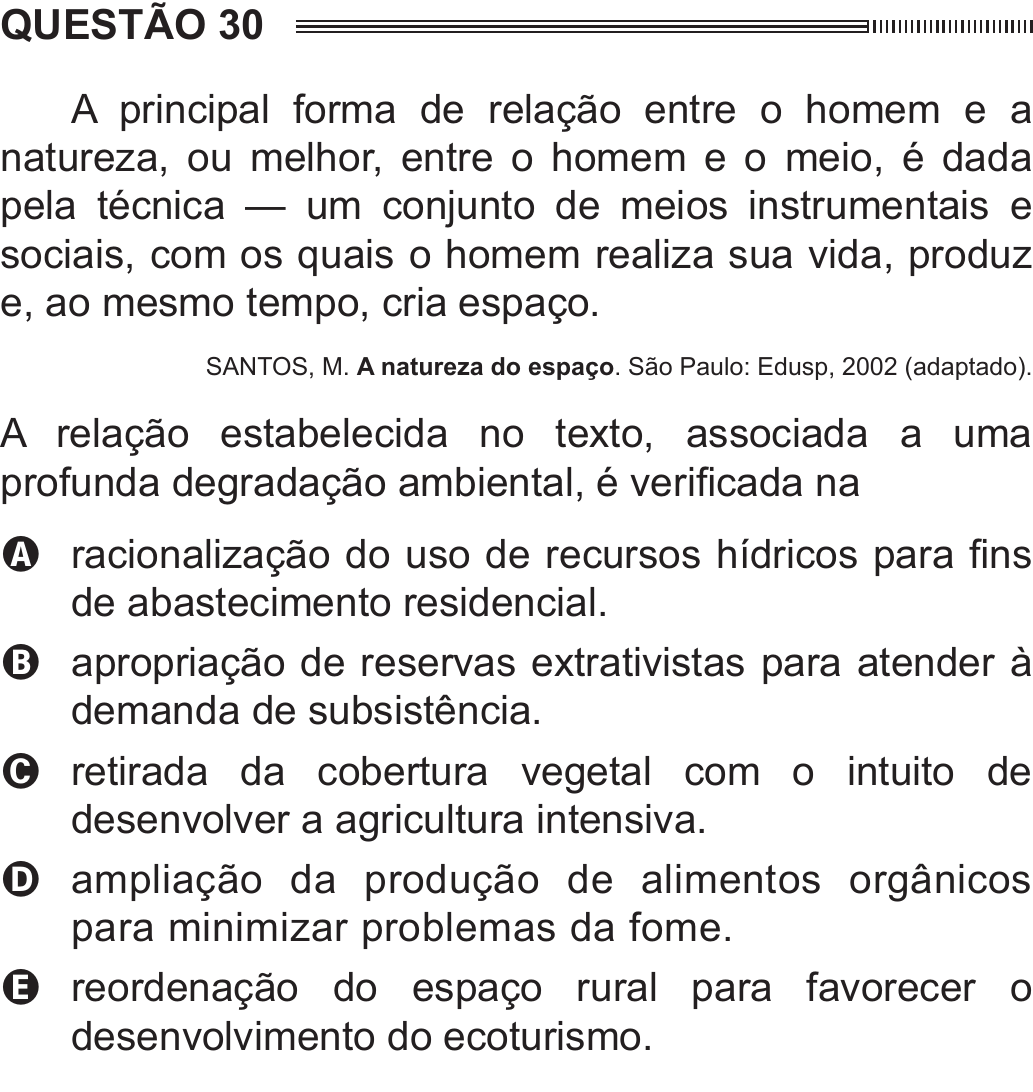 QUESTÃO 30
A principal forma de relação entre o homem e a
natureza, ou melhor, entre o homem e o meio, é dada
pela técnica — um conjunto de meios instrumentais e
sociais, com os quais o homem realiza sua vida, produz
e, ao mesmo tempo, cria espaço.
SANTOS, M. A natureza do espaço. São Paulo: Edusp, 2002 (adaptado).
A relação estabelecida no texto, associada a uma
profunda degradação ambiental, é verificada na
A racionalização do uso de recursos hídricos para fins
de abastecimento residencial.
B apropriação de reservas extrativistas para atender à
demanda de subsistência.
C retirada da cobertura vegetal com o intuito de
desenvolver a agricultura intensiva.
D ampliação da produção de alimentos orgânicos
para minimizar problemas da fome.
E reordenação do espaço rural para favorecer o
desenvolvimento do ecoturismo.